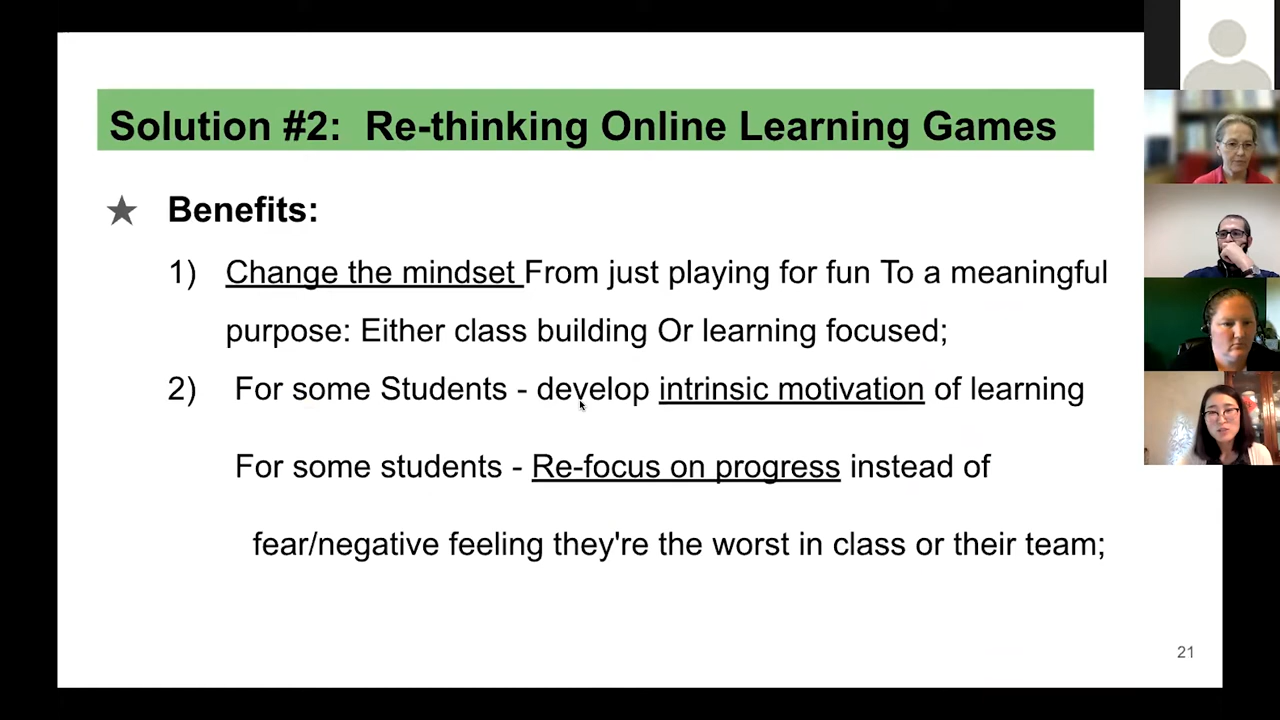 Solution #2: Re-thinking Online Learning Games
★ Benefits:
1) Change the mindset From just playing for fun To a meaningful
purpose: Either class building Or learning focused;
2) For some Students - develop intrinsic motivation of learning
For some students - Re-focus on progress instead of
fear/negative feeling they're the worst in class or their team;
21